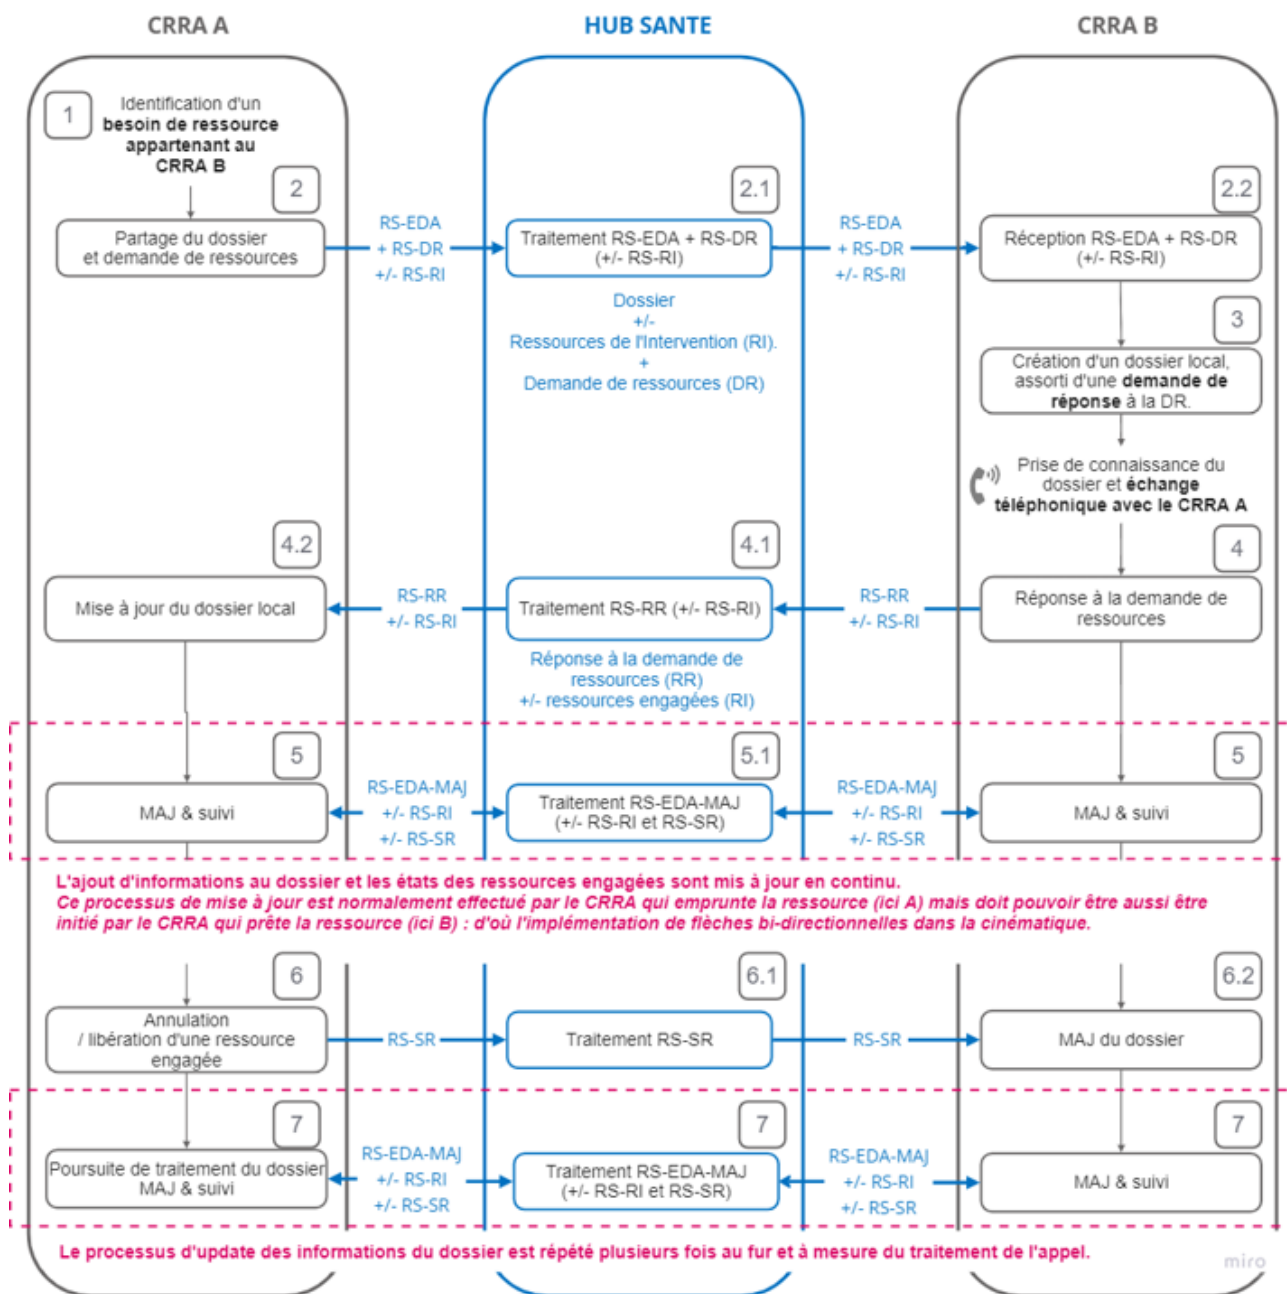 CRRA A
HUB SANTE
CRRA B
1
Identification d'un
besoin de ressource
appartenant au
CRRA B
2
2.1
2.2
Partage du dossier
et demande de ressources
RS-EDA
+ RS-DR
+/- RS-RI
Traitement RS-EDA + RS-DR
(+/- RS-RI)
RS-EDA
+ RS-DR
+/- RS-RI
Réception RS-EDA + RS-DR
(+/- RS-RI)
Dossier
+/-
Ressources de l'Intervention (RI).
+
Demande de ressources (DR)
3
Création d'un dossier local,
assorti d'une demande de
réponse à la DR.
Prise de connaissance du
dossier et échange
téléphonique avec le CRRA A
4.2
4.1
4
Mise à jour du dossier local
RS-RR
+/- RS-RI
Traitement RS-RR (+/- RS-RI)
RS-RR
+/- RS-RI
Réponse à la demande de
ressources
Réponse à la demande de
ressources (RR)
+/- ressources engagées (RI)
5
5.1
5
MAJ & suivi
RS-EDA-MAJ
+/- RS-RI
+/- RS-SR
Traitement RS-EDA-MAJ
(+/- RS-RI et RS-SR)
RS-EDA-MAJ
+/- RS-RI
+/- RS-SR
MAJ & suivi
L'ajout d'informations au dossier et les états des ressources engagées sont mis à jour en continu.
Ce processus de mise à jour est normalement effectué par le CRRA qui emprunte la ressource (ici A) mais doit pouvoir être aussi être
initié par le CRRA qui prête la ressource (ici B) : d'où l'implémentation de flèches bi-directionnelles dans la cinématique.
6
6.1
6.2
Annulation
/ libération d'une ressource
engagée
RS-SR
Traitement RS-SR
RS-SR
MAJ du dossier
7
7
7
Poursuite de traitement du dossier
MAJ & suivi
RS-EDA-MAJ
+/- RS-RI
+/- RS-SR
Traitement RS-EDA-MAJ
(+/- RS-RI et RS-SR)
RS-EDA-MAJ
+/- RS-RI
+/- RS-SR
MAJ & suivi
Le processus d'update des informations du dossier est répété plusieurs fois au fur et à mesure du traitement de l'appel.
miro